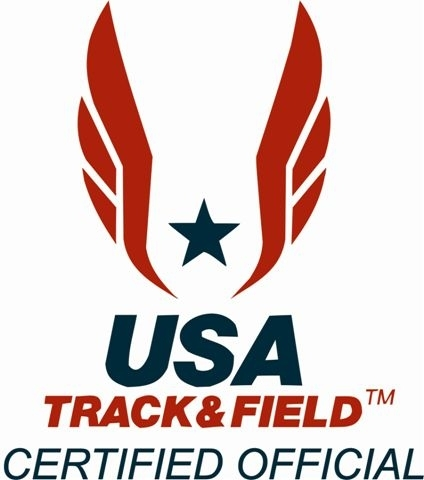 USA
TRACK & FIELD™
CERTIFIED OFFICIAL